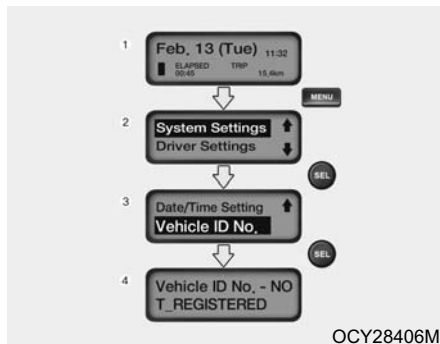 1
Feb. 13 (Tue) 11:32
ELAPSED TRIP
00:45 15.4km
MENU
2
System Settings
Driver Settings
SEL
3
Date/Time Setting
Vehicle ID No.
SEL
4
Vehicle ID No. - NO
T_REGISTERED
OCY28406M